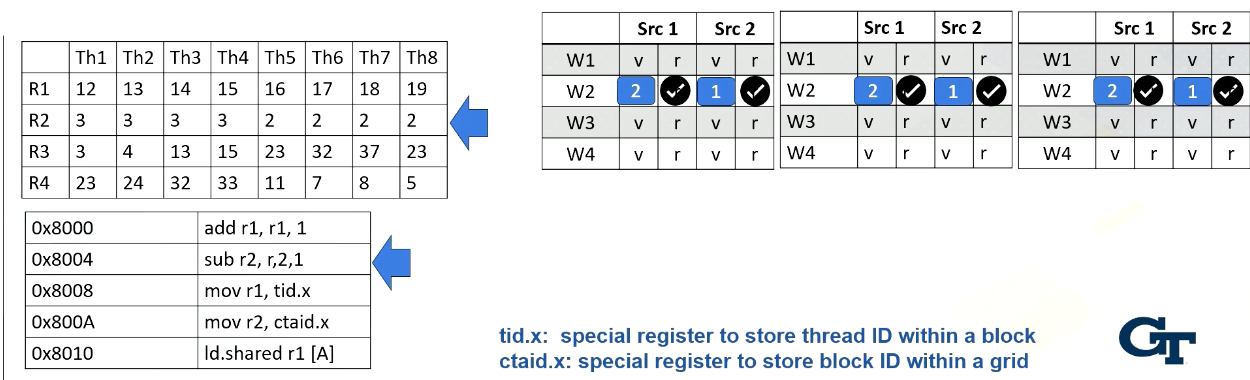 Th1 Th2 Th3 Th4 Th5 Th6 Th7 Th8
R1 12 13 14 15 16 17 18 19
R2 3 3 3 3 2 2 2 2
R3 3 4 13 15 23 32 37 23
R4 23 24 32 33 11 7 8 5
0x8000 add r1, r1, 1
0x8004 sub r2, r,2,1
0x8008 mov r1, tid.x
0x800A mov r2, ctaid.x
0x8010 ld.shared r1 [A]
Src 1 Src 2
W1 v r v r
W2 2 1
W3 v r v r
W4 v r v r
Src 1 Src 2
W1 v r v r
W2 2 1
W3 v r v r
W4 v r v r
Src 1 Src 2
W1 v r v r
W2 2 1
W3 v r v r
W4 v r v r
tid.x: special register to store thread ID within a block
ctaid.x: special register to store block ID within a grid
GT